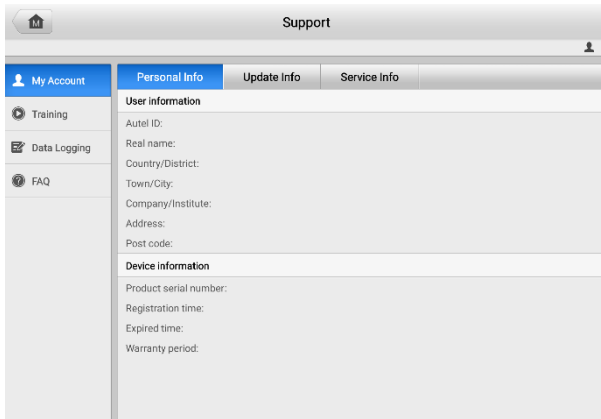 M
Support
My Account
Training
Data Logging
FAQ
Personal Info Update Info Service Info
User information
Autel ID:
Real name:
Country/District:
Town/City:
Company/Institute:
Address:
Post code:
Device information
Product serial number:
Registration time:
Expired time:
Warranty period: